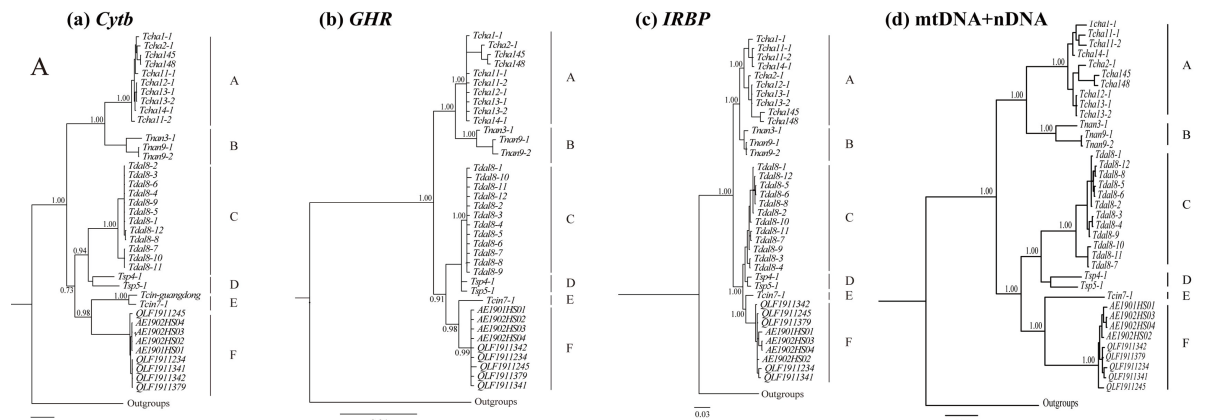 (a) Cytb
A
Tcha1-1
Tcha2-1
Tcha145
Tcha148
Tcha11-1
Tcha12-1
Tcha13-1
Tcha13-2
Tcha14-1
Tcha11-2
Tnan3-1
Tnan9-1
Tnan9-2
Tdal8-2
Tdal8-3
Tdal8-6
Tdal8-4
Tdal8-9
Tdal8-5
Tdal8-1
Tdal8-12
Tdal8-8
Tdal8-7
Tdal8-10
Tdal8-11
Tsp4-1
Tsp5-1
Tcin-guangdong
Tcin7-1
QLF1911245
AE1902HS04
AE1902HS03
AE1902HS02
AE1901HS01
QLF1911234
QLF1911341
QLF1911342
QLF1911379
Outgroups
1.00
1.00
1.00
0.94
0.73
1.00
0.98
A
B
C
D
E
F
(b) GHR
Tcha1-1
Tcha2-1
Tcha145
Tcha148
Tcha11-1
Tcha11-2
Tcha12-1
Tcha13-1
Tcha13-2
Tcha14-1
Tnan3-1
Tnan9-1
Tnan9-2
Tdal8-1
Tdal8-10
Tdal8-11
Tdal8-12
Tdal8-2
Tdal8-3
Tdal8-4
Tdal8-5
Tdal8-6
Tdal8-7
Tdal8-8
Tdal8-9
Tsp4-1
Tsp5-1
Tcin7-1
AE1901HS01
AE1902HS02
AE1902HS03
AE1902HS04
QLF1911342
QLF1911234
QLF1911245
QLF1911379
QLF1911341
Outgroups
1.00
1.00
1.00
1.00
1.00
0.91
0.98
0.99
A
B
C
D
E
F
(c) IRBP
Tcha1-1
Tcha11-1
Tcha11-2
Tcha14-1
Tcha2-1
Tcha12-1
Tcha13-1
Tcha13-2
Tcha145
Tcha148
Tnan3-1
Tnan9-1
Tnan9-2
Tdal8-1
Tdal8-12
Tdal8-5
Tdal8-6
Tdal8-8
Tdal8-2
Tdal8-10
Tdal8-11
Tdal8-7
Tdal8-9
Tdal8-3
Tdal8-4
Tsp4-1
Tsp5-1
Tcin7-1
QLF1911342
QLF1911245
QLF1911379
AE1901HS01
AE1902HS03
AE1902HS04
AE1902HS02
QLF1911234
QLF1911341
Outgroups
1.00
1.00
1.00
1.00
1.00
0.03
A
B
C
D
E
F
(d) mtDNA+nDNA
Tcha1-1
Tcha11-1
Tcha11-2
Tcha14-1
Tcha2-1
Tcha145
Tcha148
Tcha12-1
Tcha13-1
Tcha13-2
Tnan3-1
Tnan9-1
Tnan9-2
Tdal8-1
Tdal8-12
Tdal8-8
Tdal8-5
Tdal8-6
Tdal8-2
Tdal8-3
Tdal8-4
Tdal8-9
Tdal8-10
Tdal8-11
Tdal8-7
Tsp4-1
Tsp5-1
Tcin7-1
AE1901HS01
AE1902HS03
AE1902HS04
AE1902HS02
QLF1911342
QLF1911379
QLF1911234
QLF1911341
QLF1911245
Outgroups
1.00
1.00
1.00
1.00
1.00
1.00
1.00
1.00
A
B
C
D
E
F